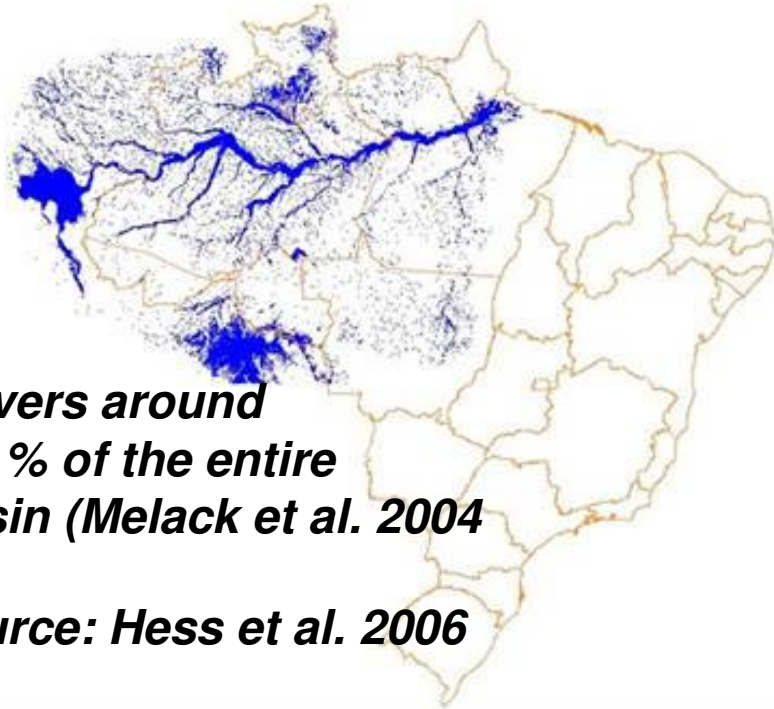 vers around
% of the entire
sin (Melack et al. 2004
urce: Hess et al. 2006